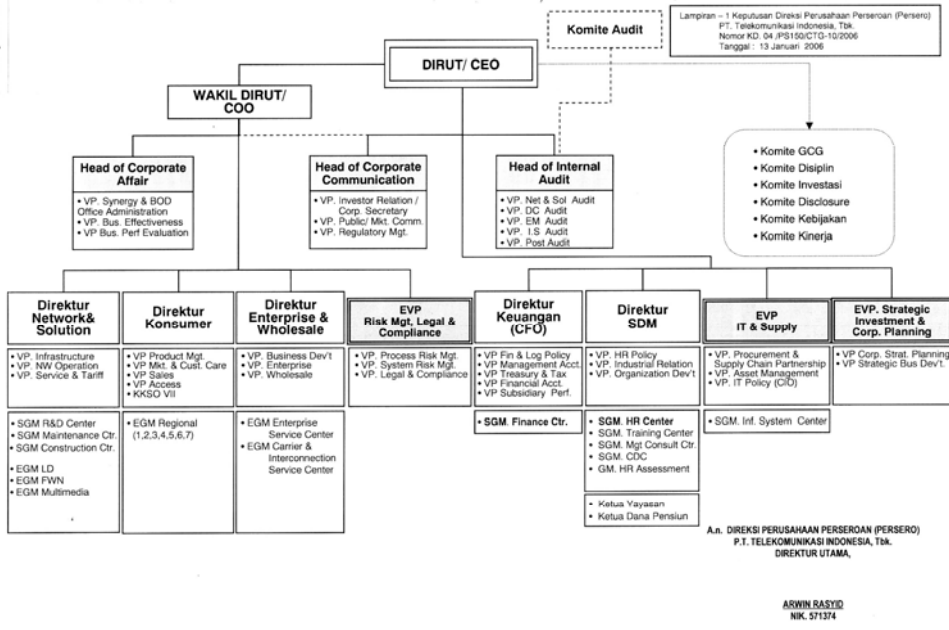 Lampiran – 1 Keputusan Direksi Perusahaan Perseroan (Persero)
PT. Telekomunikasi Indonesia, Tbk.
Nomor KD. 04 /PS150/CTG-10/2006
Tanggal : 13 Januari 2006
Komite Audit
DIRUT/ CEO
WAKIL DIRUT/
COO
• Komite GCG
• Komite Disiplin
• Komite Investasi
• Komite Disclosure
• Komite Kebijakan
• Komite Kinerja
Head of Corporate
Affair
• VP. Synergy & BOD
Office Administration
• VP. Bus. Effectiveness
• VP Bus. Perf Evaluation
Head of Corporate
Communication
• VP. Investor Relation /
Corp. Secretary
• VP. Public/ Mkt. Comm.
• VP. Regulatory Mgt.
Head of Internal
Audit
• VP. Net & Sol Audit
• VP. DC Audit
• VP. EM Audit
• VP. I.S Audit
• VP. Post Audit
Direktur
Network&
Solution
• VP. Infrastructure
• VP. NW Operation
• VP. Service & Tariff
• SGM R&D Center
• SGM Maintenance Ctr.
• SGM Construction Ctr.
• EGM LD
• EGM FWN
• EGM Multimedia
Direktur
Konsumer
• VP Product Mgt.
• VP Mkt. & Cust. Care
• VP Sales
• VP Access
• KKSO VII
• EGM Regional
(1,2,3,4,5,6,7)
Direktur
Enterprise &
Wholesale
• VP. Business Dev't
• VP. Enterprise
• VP. Wholesale
• EGM Enterprise
Service Center
• EGM Carrier &
Interconnection
Service Center
EVP
Risk Mgt, Legal &
Compliance
• VP. Process Risk Mgt.
• VP. System Risk Mgt.
• VP. Legal & Compliance
Direktur
Keuangan
(CFO)
• VP Fin & Log Policy
• VP Management Acct.
• VP Treasury & Tax
• VP Financial Acct.
• VP Subsidiary Perf.
• SGM. Finance Ctr.
Direktur
SDM
• VP. HR Policy
• VP. Industrial Relation
• VP. Organization Dev't
• SGM. HR Center
• SGM. Training Center
• SGM. Mgt Consult Ctr.
• SGM. CDC
• GM. HR Assessment
• Ketua Yayasan
• Ketua Dana Pensiun
EVP
IT & Supply
• VP. Procurement &
Supply Chain Partnership
• VP. Asset Management
• VP. IT Policy (CIO)
• SGM. Inf. System Center
EVP. Strategic
Investment &
Corp. Planning
• VP Corp. Strat. Planning
• VP Strategic Bus Dev't.
A.n. DIREKSI PERUSAHAAN PERSEROAN (PERSERO)
P.T. TELEKOMUNIKASI INDONESIA, Tbk.
DIREKTUR UTAMA,
ARWIN RASYID
NIK. 571374